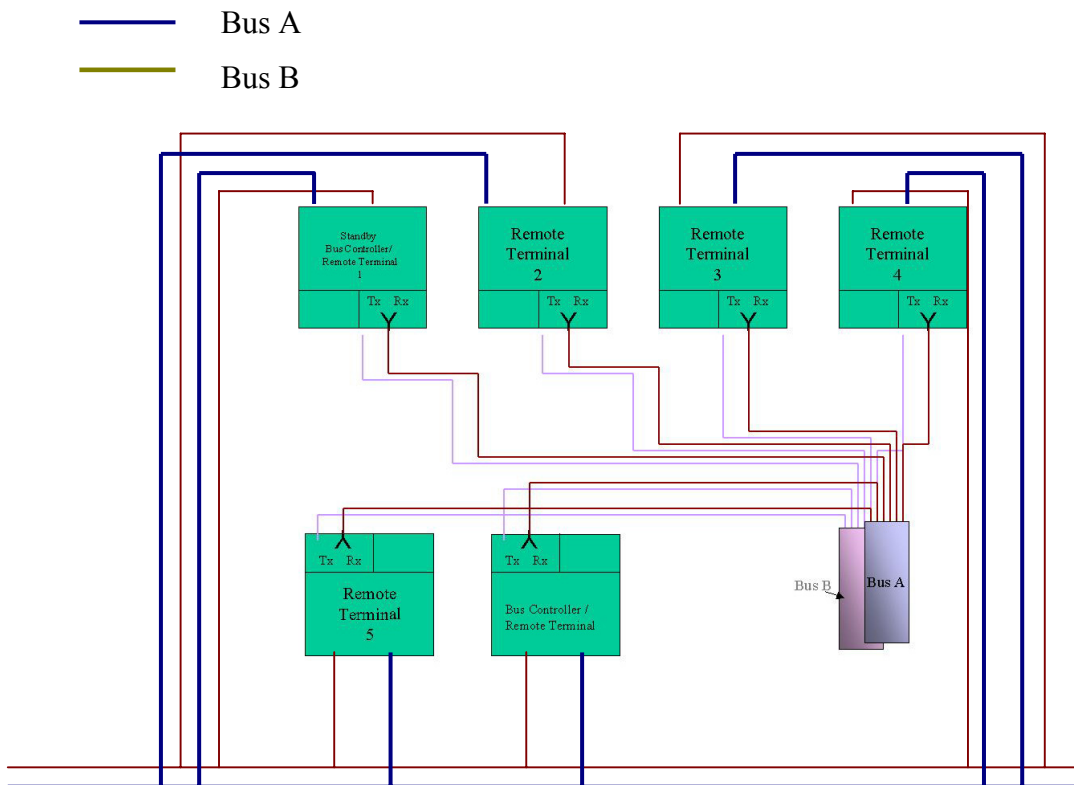 Bus A
Bus B
Standby
Bus Controller/
Remote Terminal
1
Tx Rx
Remote
Terminal
2
Tx Rx
Remote
Terminal
3
Tx Rx
Remote
Terminal
4
Tx Rx
Tx Rx
Remote
Terminal
5
Tx Rx
Bus Controller /
Remote Terminal
Bus B
Bus A